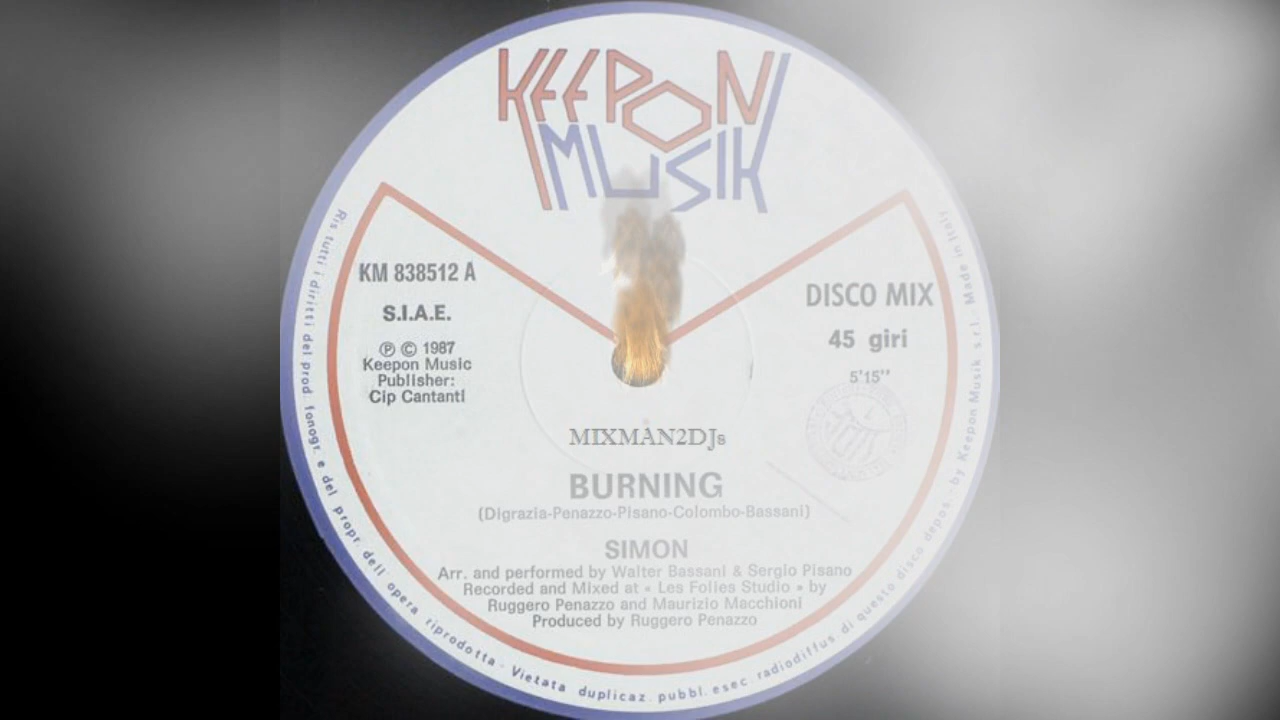 KEEPON
MUSIK
KM 838512 A
S.I.A.E.
℗ © 1987
Keepon Music
Publisher:
Cip Cantanti
DISCO MIX
45 giri
5'15''
MIXMAN2DJs
BURNING
(Digrazia-Penazzo-Pisano-Colombo-Bassani)
SIMON
Arr. and performed by Walter Bassani & Sergio Pisano
Recorded and Mixed at « Les Folies Studio » by
Ruggero Penazzo and Maurizio Macchioni
Produced by Ruggero Penazzo
Ris tutti i diritti del prod. fonogr. e del propr. dell' opera riprodotta - Vietata duplicaz. pubbl. esec. radiodiffus di questo disco depos. - by Keepon Musik s.r.l. Made in Italy